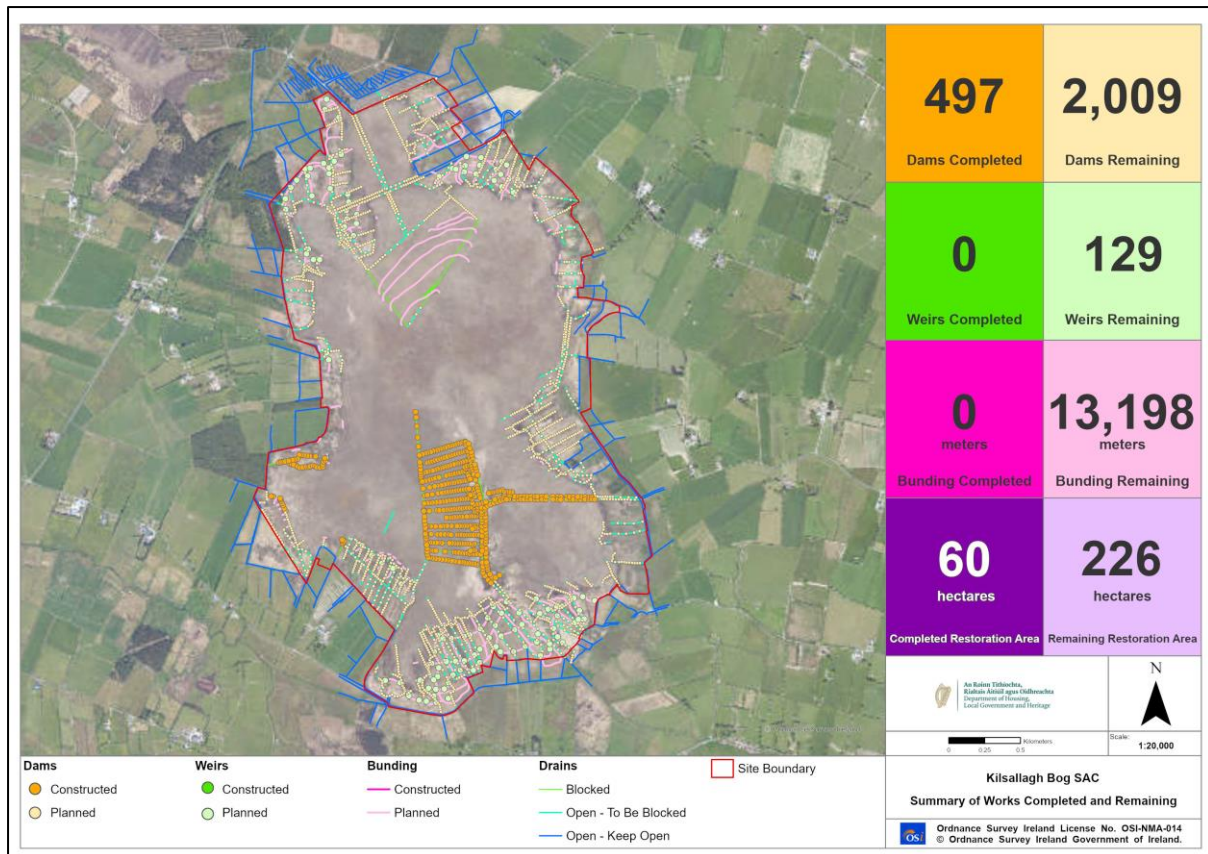 497
Dams Completed
2,009
Dams Remaining
0
Weirs Completed
129
Weirs Remaining
0
meters
Bunding Completed
13,198
meters
Bunding Remaining
60
hectares
Completed Restoration Area
226
hectares
Remaining Restoration Area
An Roinn Tithíochta,
Rialtais Áitiúil agus Oidhreachta
Department of Housing,
Local Government and Heritage
N
0 0.25 0.5 Kilometers
Scale:
1:20,000
Kilsallagh Bog SAC
Summary of Works Completed and Remaining
OSi
Ordnance Survey Ireland License No. OSI-NMA-014
© Ordnance Survey Ireland Government of Ireland.
Dams
Constructed
Planned
Weirs
Constructed
Planned
Bunding
Constructed
Planned
Drains
Blocked
Open - To Be Blocked
Open - Keep Open
Site Boundary